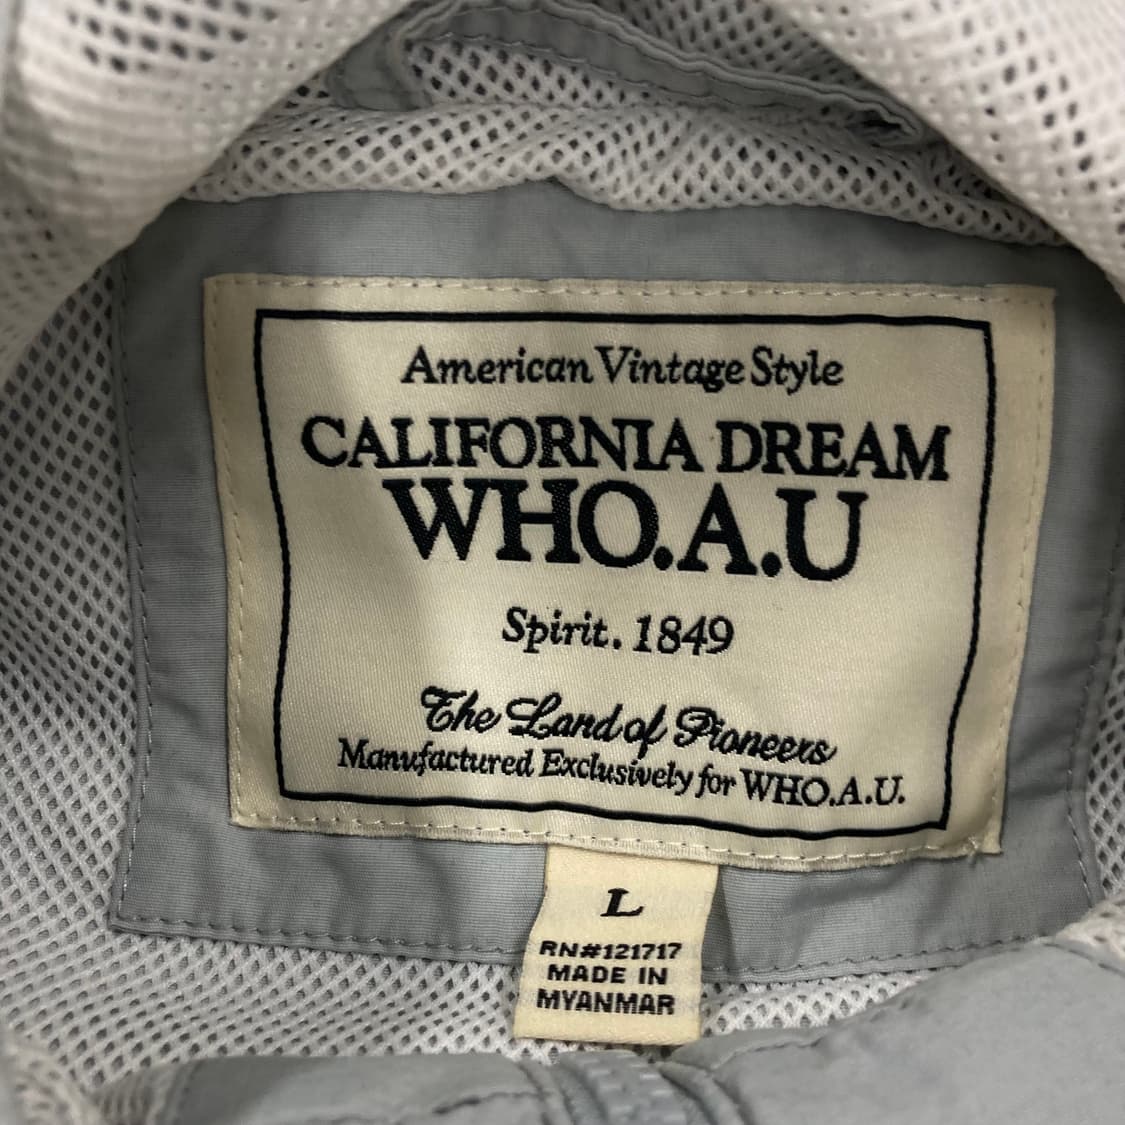 American Vintage Style
CALIFORNIA DREAM
WHO.A.U
Spirit. 1849
The Land of Pioneers
Manufactured Exclusively for WHO.A.U.
L
RN#121717
MADE IN
MYANMAR